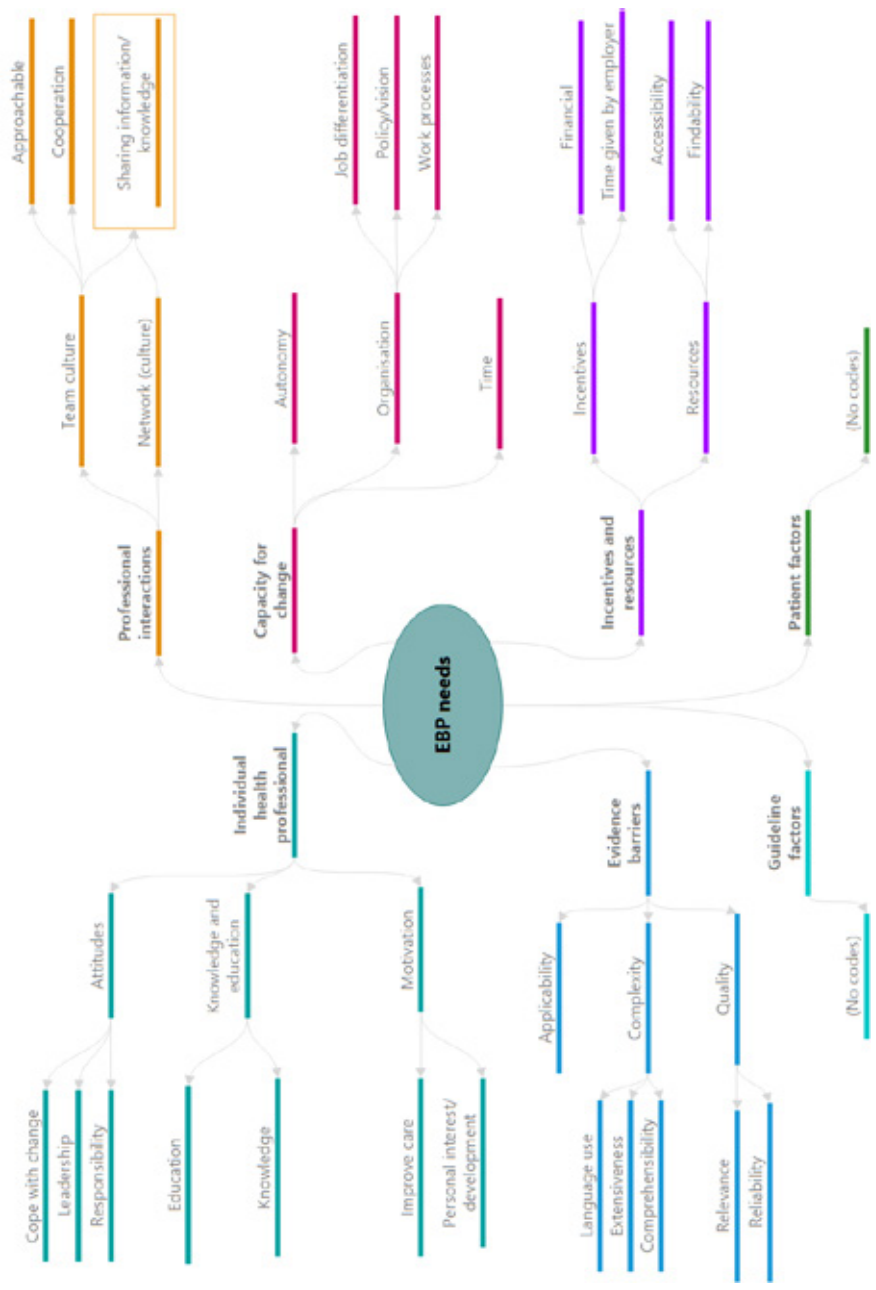 Cope with change
Leadership
Responsibility
Attitudes
Education
Knowledge
Knowledge and
education
Improve care
Personal interest/
development
Motivation
Individual
health
professional
Language use
Extensiveness
Comprehensibility
Applicability
Complexity
Relevance
Reliability
Quality
Evidence
barriers
(No codes)
Guideline
factors
EBP needs
Professional
interactions
Team culture
Network (culture)
Approachable
Cooperation
Sharing information/
knowledge
Capacity for
change
Autonomy
Organisation
Time
Job differentiation
Policy/vision
Work processes
Incentives and
resources
Incentives
Resources
Financial
Time given by employer
Accessibility
Findability
Patient factors
(No codes)